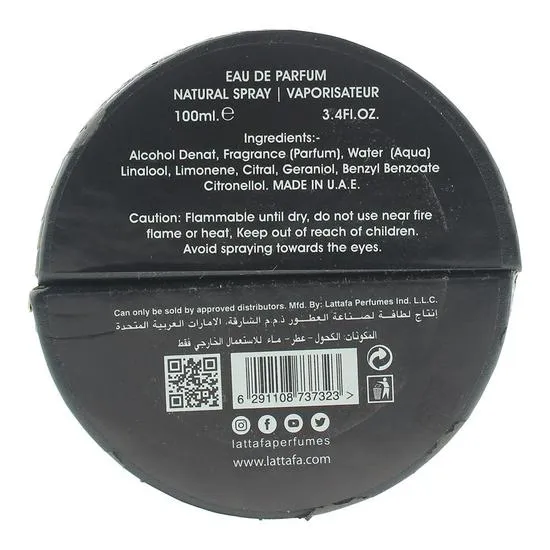 EAU DE PARFUM
NATURAL SPRAY | VAPORISATEUR
100ml.℮ 3.4Fl.OZ.
Ingredients:-
Alcohol Denat, Fragrance (Parfum), Water (Aqua)
Linalool, Limonene, Citral, Geraniol, Benzyl Benzoate
Citronellol. MADE IN U.A.E.
Caution: Flammable until dry, do not use near fire
flame or heat, Keep out of reach of children.
Avoid spraying towards the eyes.
Can only be sold by approved distributors. Mfd. By: Lattafa Perfumes Ind. L.L.C.
إنتاج لطافة لصناعة العطور ذ.م.م الشارقة، الامارات العربية المتحدة
المكونات: الكحول - عطر - ماء للاستعمال الخارجي فقط
6 291108 737323 >
lattafaperfumes
www.lattafa.com